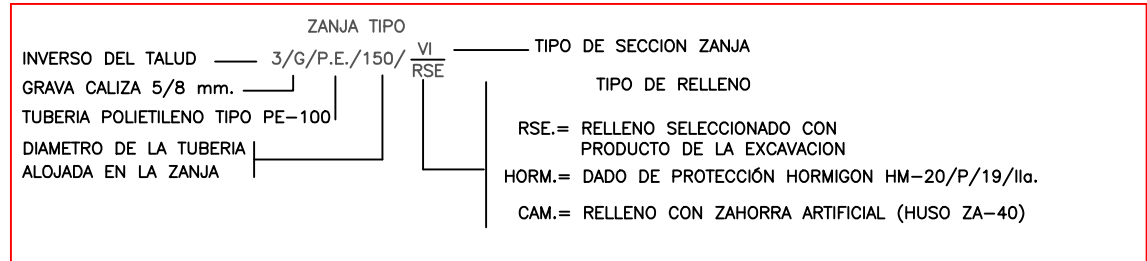 ZANJA TIPO
INVERSO DEL TALUD 3/G/P.E./150/ VI TIPO DE SECCION ZANJA
RSE
GRAVA CALIZA 5/8 mm.
TIPO DE RELLENO
TUBERIA POLIETILENO TIPO PE-100
RSE.= RELLENO SELECCIONADO CON
PRODUCTO DE LA EXCAVACION
DIAMETRO DE LA TUBERIA
ALOJADA EN LA ZANJA
HORM.= DADO DE PROTECCIÓN HORMIGON HM-20/P/19/IIa.
CAM.= RELLENO CON ZAHORRA ARTIFICIAL (HUSO ZA-40)